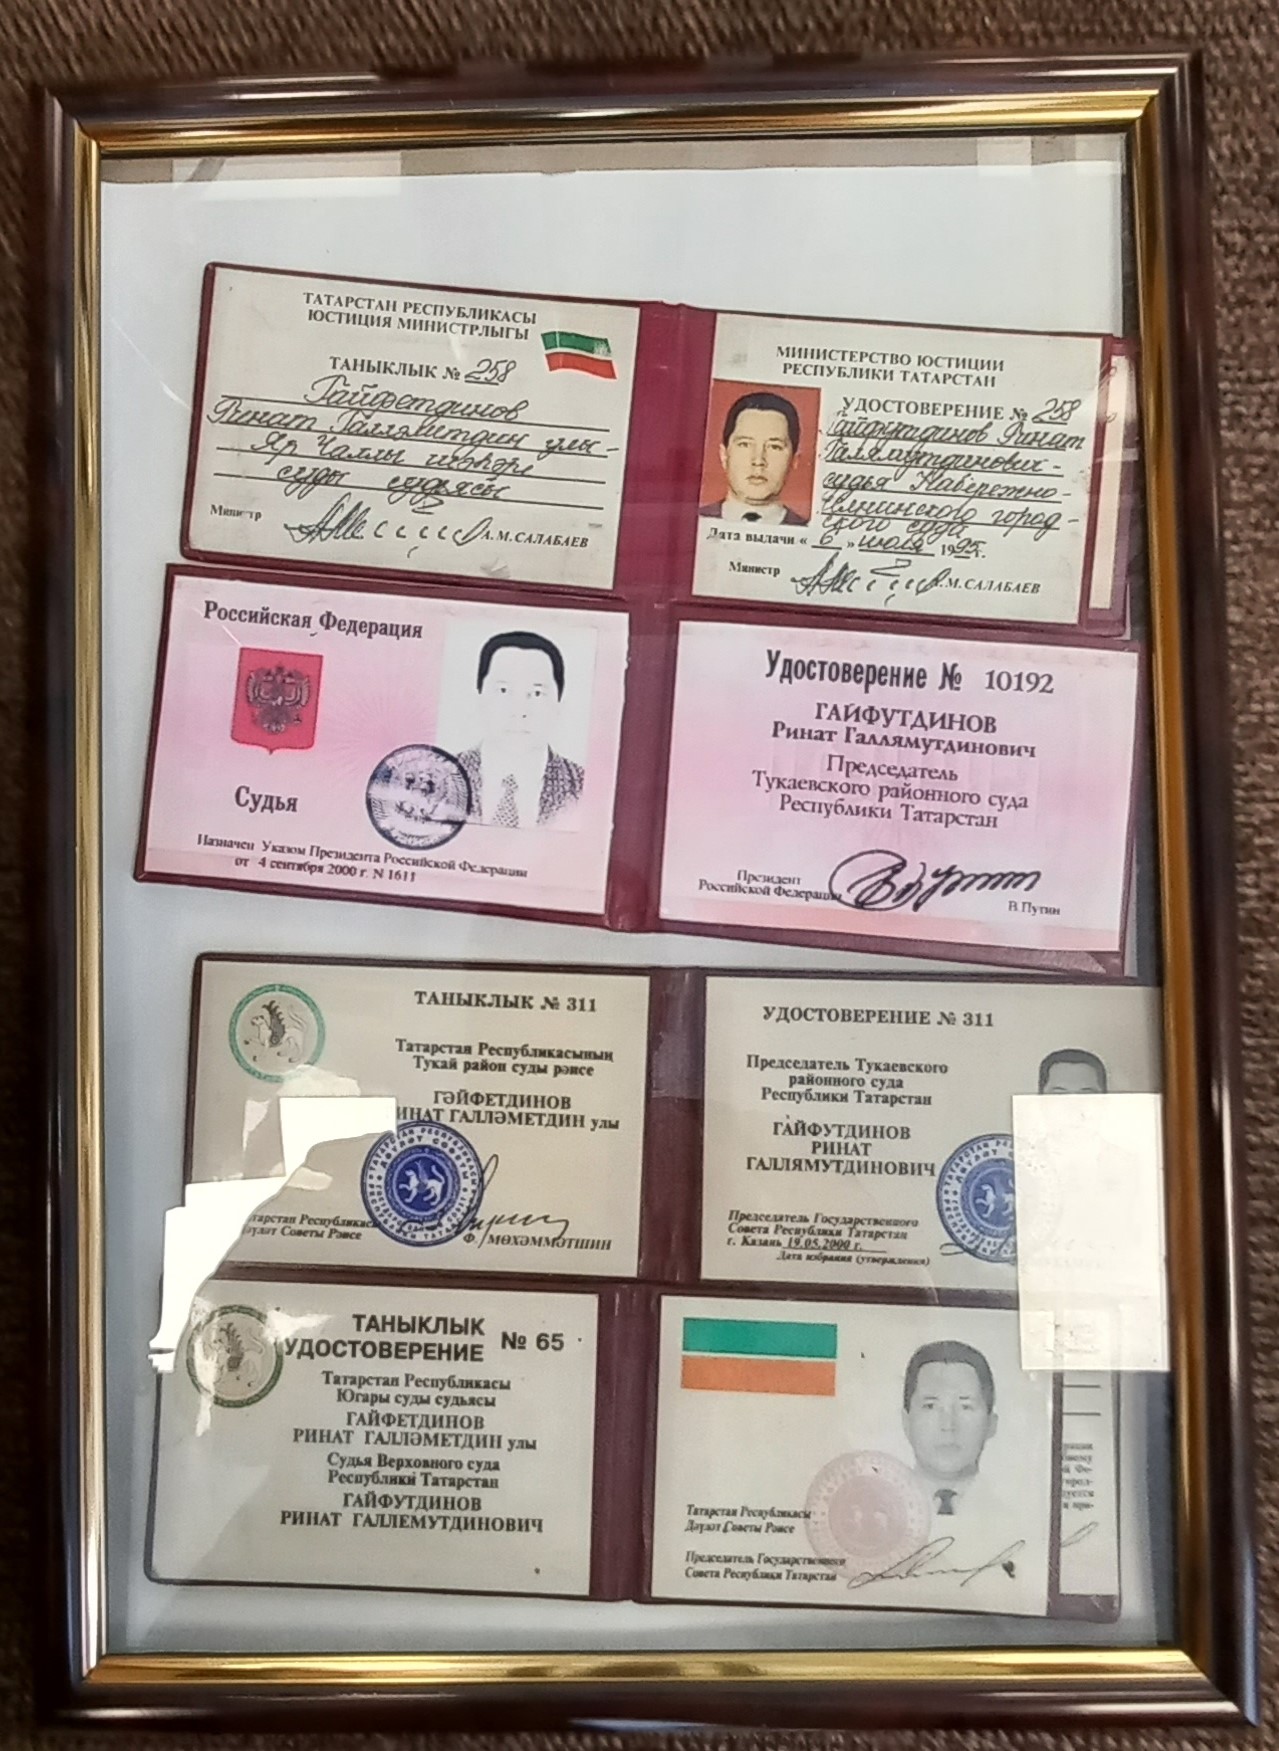 ТАТАРСТАН РЕСПУБЛИКАСЫ
ЮСТИЦИЯ МИНИСТРЛЫГЫ
ТАНЫКЛЫК № 258
Гайфетдинов
Ринат Галләметдин улы-
Яр Чаллы шәһәре
суды судьясы
Министр
А.М.САЛАБАЕВ
МИНИСТЕРСТВО ЮСТИЦИИ
РЕСПУБЛИКИ ТАТАРСТАН
УДОСТОВЕРЕНИЕ № 258
Гайфутдинов Ринат
Галямутдинович-
судья Набережно-
Челнинского город-
ского суда
Дата выдачи « 6 » июля 1995г.
Министр
А.М.САЛАБАЕВ
Российская Федерация
Судья
Назначен Указом Президента Российской Федерации
от 4 сентября 2000 г. N 1611
Удостоверение № 10192
ГАЙФУТДИНОВ
Ринат Галлямутдинович
Председатель
Тукаевского районного суда
Республики Татарстан
Президент
Российской Федерации
В.Путин
ТАНЫКЛЫК № 311
Татарстан Республикасының
Тукай район суды рәисе
ГӘЙФЕТДИНОВ
РИНАТ ГАЛЛӘМЕТДИН улы
Дәүләт Советы Рәисе
Ф. МӨХӘММӘТШИН
УДОСТОВЕРЕНИЕ № 311
Председатель Тукаевского
районного суда
Республики Татарстан
ГАЙФУТДИНОВ
РИНАТ
ГАЛЛЯМУТДИНОВИЧ
Председатель Государственного
Совета Республики Татарстан
г. Казань 19.05.2000 г.
Дата избрания (утверждения)
ТАНЫКЛЫК
УДОСТОВЕРЕНИЕ № 65
Татарстан Республикасы
Югары суды судьясы
ГАЙФЕТДИНОВ
РИНАТ ГАЛЛӘМЕТДИН улы
Судья Верховного суда
Республики Татарстан
ГАЙФУТДИНОВ
РИНАТ ГАЛЛЕМУТДИНОВИЧ
Татарстан Республикасы
Дәүләт Советы Рәисе
Председатель Государственного
Совета Республики Татарстан